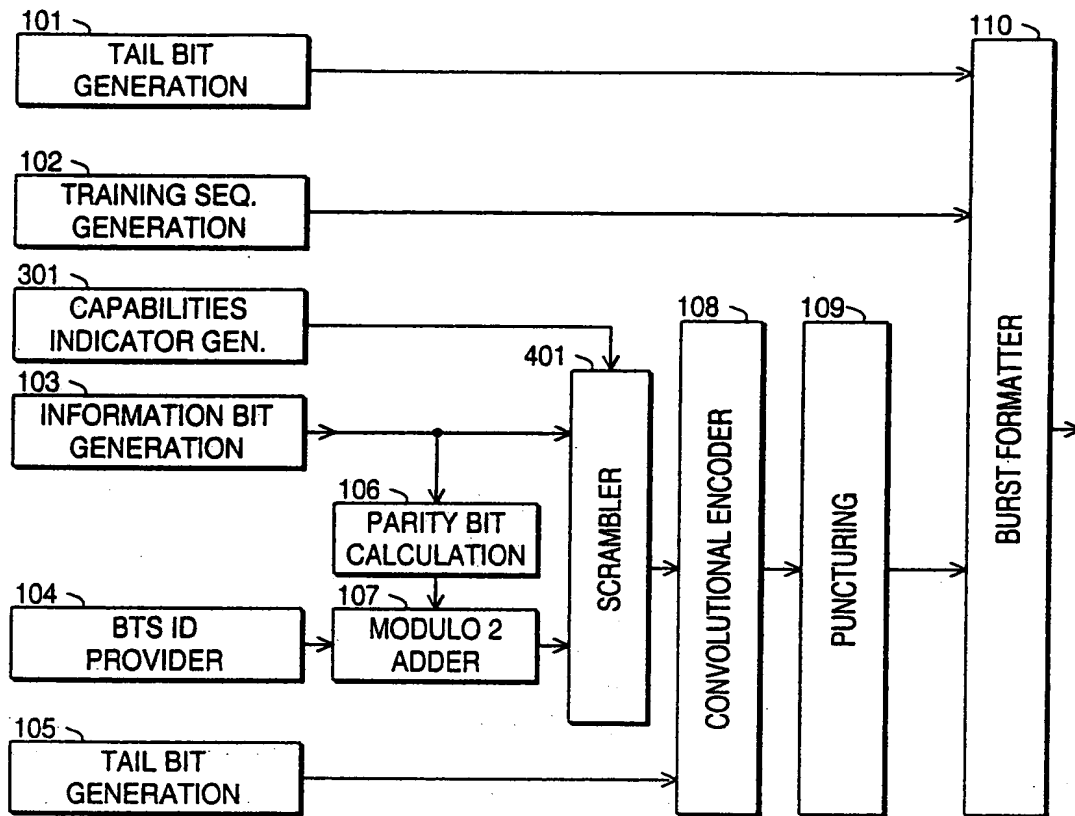 101
TAIL BIT
GENERATION
110
102
TRAINING SEQ.
GENERATION
301
CAPABILITIES
INDICATOR GEN.
103
INFORMATION BIT
GENERATION
106
PARITY BIT
CALCULATION
104
BTS ID
PROVIDER
107
MODULO 2
ADDER
105
TAIL BIT
GENERATION
401
SCRAMBLER
108
CONVOLUTIONAL ENCODER
109
PUNCTURING
BURST FORMATTER